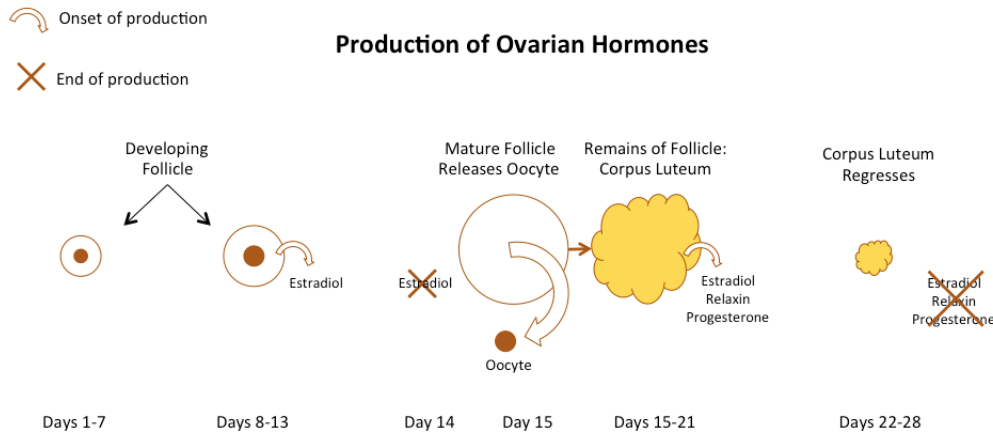 Onset of production
Production of Ovarian Hormones
End of production
Developing
Follicle
Mature Follicle
Releases Oocyte
Remains of Follicle:
Corpus Luteum
Corpus Luteum
Regresses
Estradiol
Estradiol
Estradiol
Relaxin
Progesterone
Estradiol
Relaxin
Progesterone
Oocyte
Days 1-7
Days 8-13
Day 14
Day 15
Days 15-21
Days 22-28